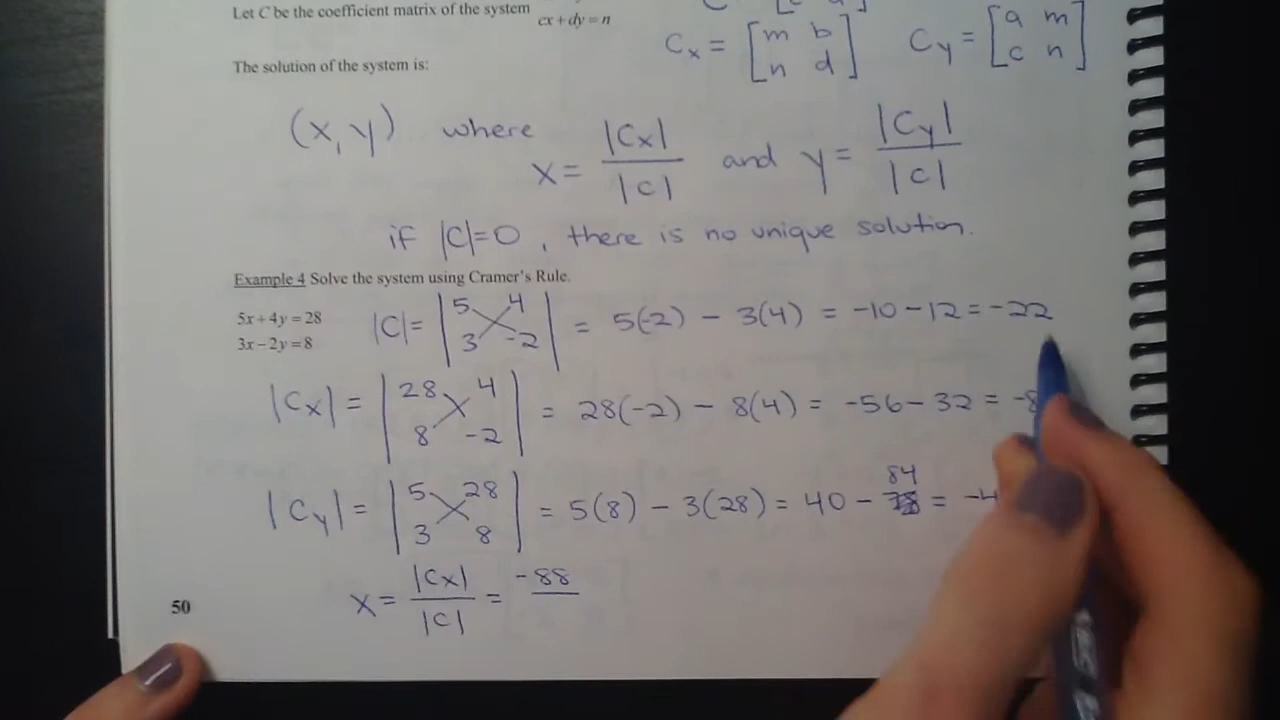 Let C be the coefficient matrix of the system
cx + dy = n
Cx = [m b n d] Cy = [a m c n]
The solution of the system is:
(x, y) where x = |Cx| / |C| and y = |Cy| / |C|
if |C|=0, there is no unique solution.
Example 4 Solve the system using Cramer's Rule.
5x + 4y = 28
3x − 2y = 8
|C| = |5 4 3 -2| = 5(-2) − 3(4) = -10 − 12 = -22
|Cx| = |28 4 8 -2| = 28(-2) − 8(4) = -56 − 32 = -8
|Cy| = |5 28 3 8| = 5(8) − 3(28) = 40 − 84 = -4
x = |Cx| / |C| = -88
50